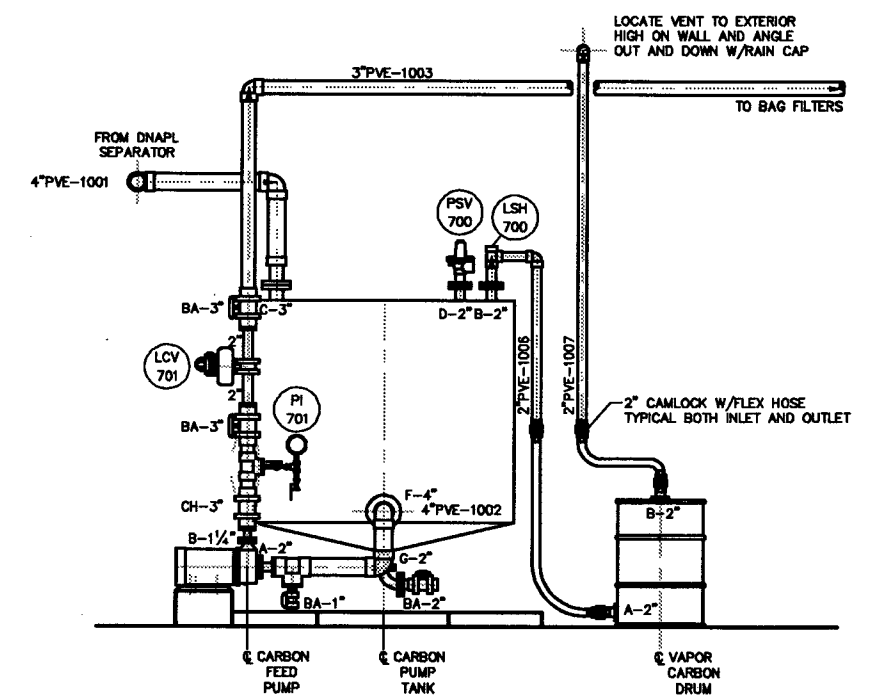 LOCATE VENT TO EXTERIOR
HIGH ON WALL AND ANGLE
OUT AND DOWN W/RAIN CAP
3"PVE-1003
TO BAG FILTERS
FROM DNAPL
SEPARATOR
4"PVE-1001
PSV
700
LSH
700
BA-3"
C-3"
D-2"
B-2"
2"
LCV
701
2"
PI
701
BA-3"
2"PVE-1006
2"PVE-1007
2" CAMLOCK W/FLEX HOSE
TYPICAL BOTH INLET AND OUTLET
CH-3"
F-4"
4"PVE-1002
B-2"
B-1¼"
A-2"
G-2"
BA-1"
BA-2"
A-2"
℄ CARBON
FEED
PUMP
℄ CARBON
PUMP
TANK
℄ VAPOR
CARBON
DRUM